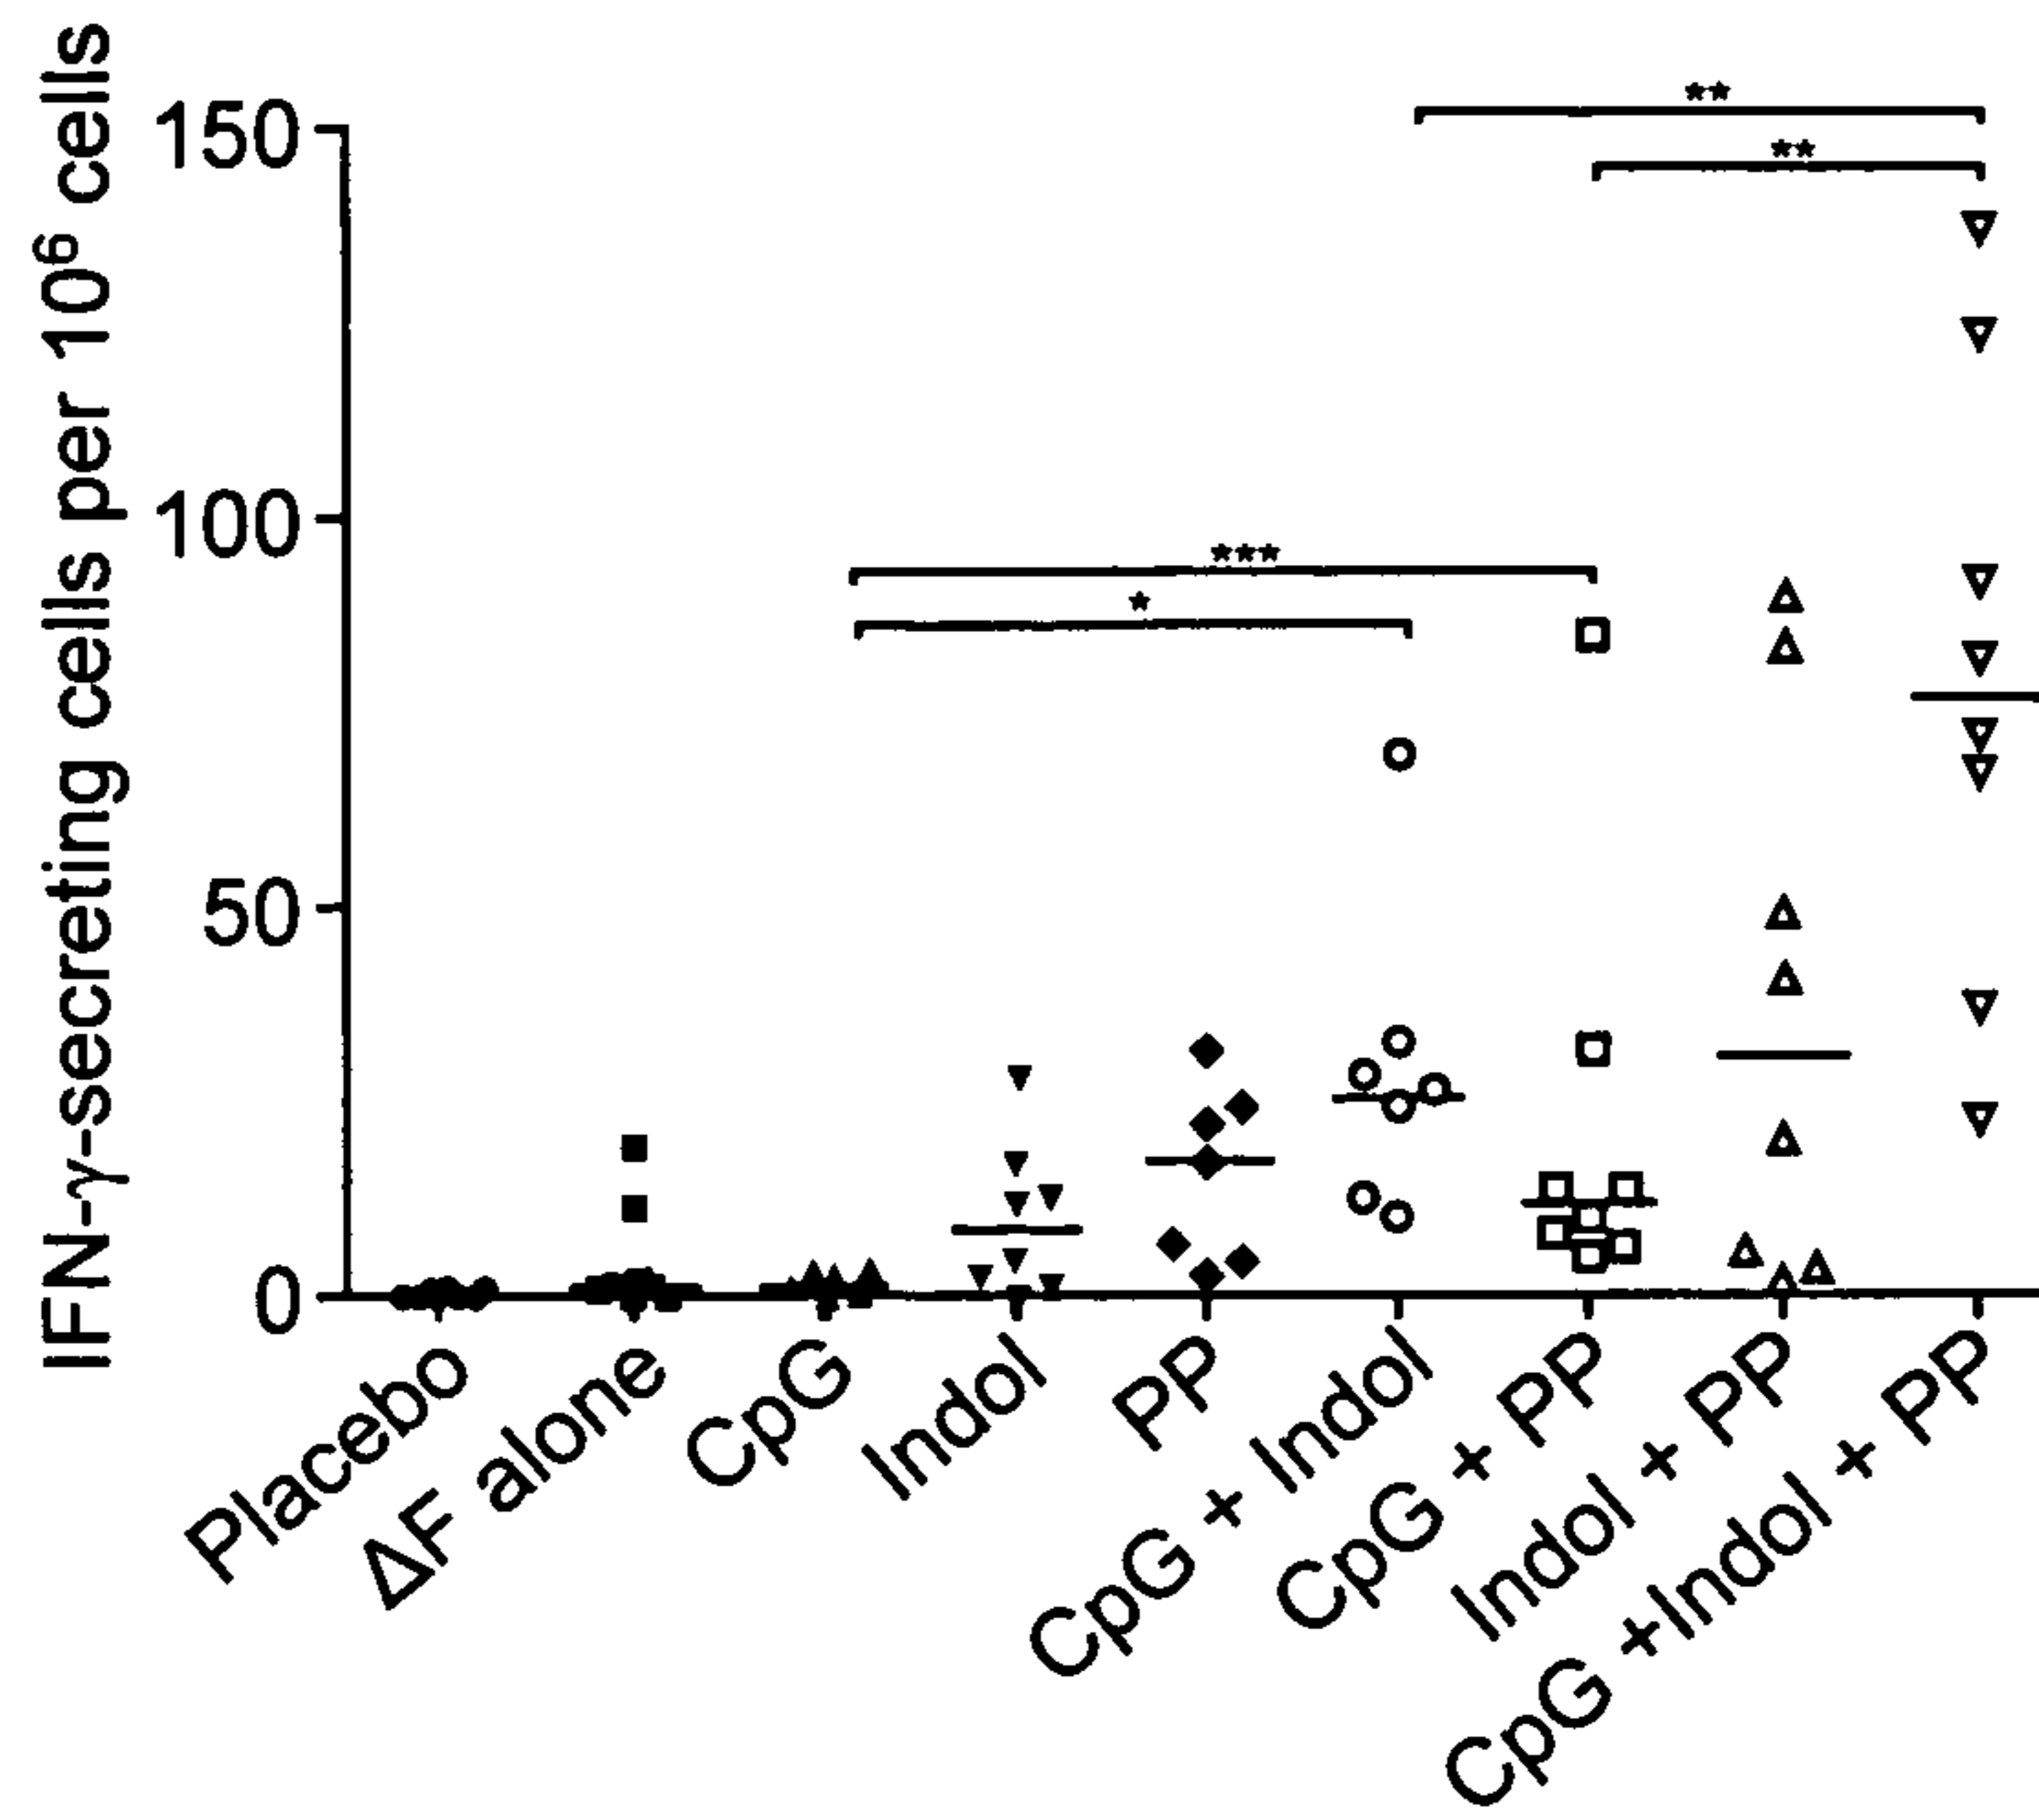 IFN-γ-secreting cells per 10⁶ cells
150
100
50
0
**
**
***
*
Placebo
ΔF alone
CpG
Indol
PP
CpG + Indol
CpG + PP
Indol + PP
CpG +Indol + PP